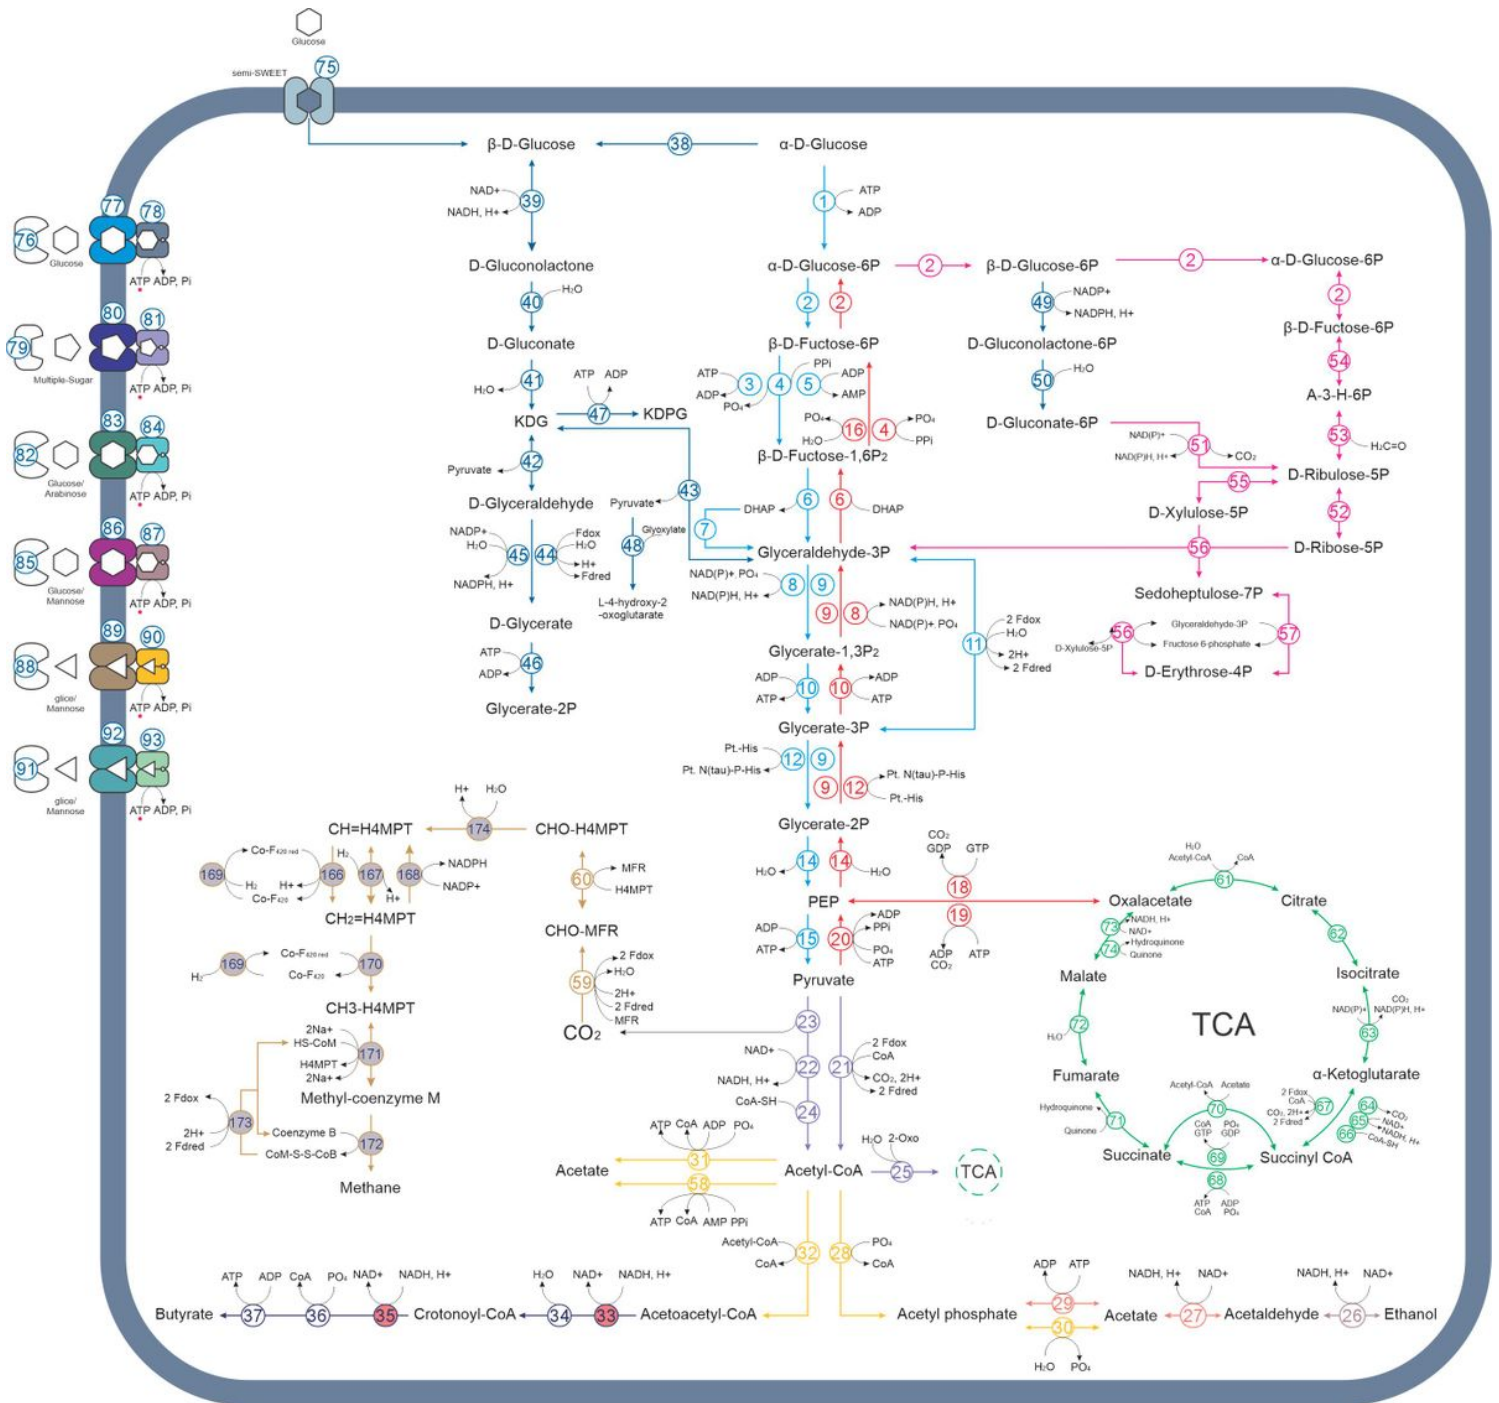 Glucose
semi-SWEET
75
β-D-Glucose
38
α-D-Glucose
NAD+
NADH, H+
39
1
ATP
ADP
D-Gluconolactone
α-D-Glucose-6P
2
β-D-Glucose-6P
2
α-D-Glucose-6P
40
H₂O
2
2
49
NADP+
NADPH, H+
2
D-Gluconate
β-D-Fuctose-6P
D-Gluconolactone-6P
β-D-Fuctose-6P
H₂O
41
ATP
ADP
47
KDG
KDPG
ATP
ADP
3
4
PPi
PO₄
5
ADP
AMP
50
H₂O
54
A-3-H-6P
PO₄
H₂O
16
4
PO₄
PPi
D-Gluconate-6P
NAD(P)+
NAD(P)H, H+
51
CO₂
53
H₂C=O
Pyruvate
42
β-D-Fuctose-1,6P₂
D-Ribulose-5P
43
Pyruvate
DHAP
6
6
DHAP
7
55
52
D-Glyceraldehyde
D-Xylulose-5P
NADP+
H₂O
NADPH, H+
45
44
Fdox
H₂O
H+
Fdred
48
Glyoxylate
L-4-hydroxy-2
-oxoglutarate
Glyceraldehyde-3P
56
D-Ribose-5P
NAD(P)+, PO₄
NAD(P)H, H+
8
9
9
8
NAD(P)H, H+
NAD(P)+, PO₄
11
2 Fdox
H₂O
2H+
2 Fdred
Sedoheptulose-7P
56
D-Xylulose-5P
Glyceraldehyde-3P
Fructose 6-phosphate
57
D-Erythrose-4P
D-Glycerate
ATP
ADP
46
Glycerate-2P
Glycerate-1,3P₂
ADP
ATP
10
10
ADP
ATP
Glycerate-3P
Pt.-His
Pt. N(tau)-P-His
12
9
9
12
Pt. N(tau)-P-His
Pt.-His
Glycerate-2P
H₂O
14
14
H₂O
CO₂
GDP
GTP
18
PEP
19
ADP
CO₂
ATP
ADP
ATP
15
20
ADP
PPi
PO₄
ATP
Pyruvate
77
78
76
Glucose
ATP ADP, Pi
80
81
79
Multiple-Sugar
ATP ADP, Pi
83
84
82
Glucose/
Arabinose
ATP ADP, Pi
86
87
85
Glucose/
Mannose
ATP ADP, Pi
89
90
88
glice/
Mannose
ATP ADP, Pi
92
93
91
glice/
Mannose
ATP ADP, Pi
H+
H₂O
CH=H4MPT
174
CHO-H4MPT
Co-F₄₂₀ red
169
H₂
Co-F₄₂₀
H+
166
H₂
167
H+
168
NADPH
NADP+
60
MFR
H4MPT
CH₂=H4MPT
CHO-MFR
H₂
169
Co-F₄₂₀ red
Co-F₄₂₀
170
59
2 Fdox
H₂O
2H+
2 Fdred
MFR
CO₂
CH3-H4MPT
2Na+
HS-CoM
H4MPT
2Na+
171
Methyl-coenzyme M
2 Fdox
2H+
2 Fdred
173
Coenzyme B
CoM-S-S-CoB
172
Methane
23
NAD+
NADH, H+
22
CoA-SH
24
21
2 Fdox
CoA
CO₂, 2H+
2 Fdred
H₂O
Acetyl-CoA
CoA
61
Oxalacetate
Citrate
73
NADH, H+
NAD+
74
Hydroquinone
Quinone
62
Malate
Isocitrate
TCA
72
H₂O
NAD(P)+
CO₂
NAD(P)H, H+
63
Fumarate
α-Ketoglutarate
Hydroquinone
Quinone
71
Acetyl-CoA
Acetate
70
2 Fdox
CoA
CO₂, 2H+
2 Fdred
67
64
65
66
CO₂
NAD+
NADH, H+
CoA-SH
CoA
GTP
PO₄
GDP
69
Succinate
Succinyl CoA
68
ATP
CoA
ADP
PO₄
ATP CoA ADP PO₄
31
Acetate
58
ATP CoA AMP PPi
Acetyl-CoA
H₂O
2-Oxo
25
TCA
Acetyl-CoA
CoA
32
28
PO₄
CoA
ATP
ADP
CoA
PO₄
NAD+
NADH, H+
H₂O
NAD+
NADH, H+
Butyrate
37
36
35
Crotonoyl-CoA
34
33
Acetoacetyl-CoA
ADP
ATP
NADH, H+
NAD+
NADH, H+
NAD+
Acetyl phosphate
29
30
Acetate
27
Acetaldehyde
26
Ethanol
H₂O
PO₄